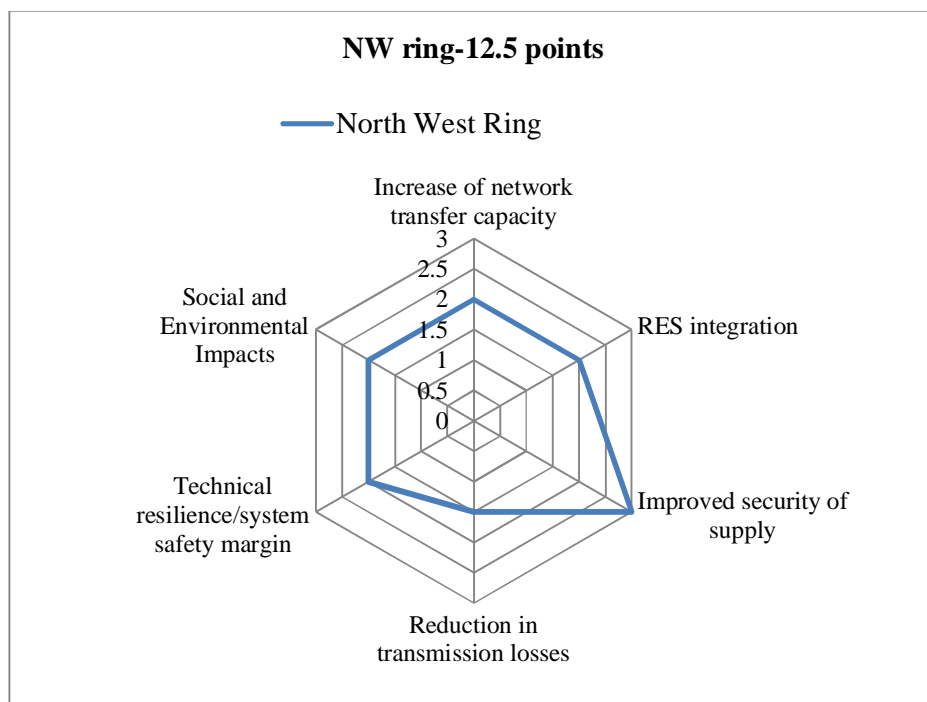 NW ring-12.5 points
North West Ring
Increase of network
transfer capacity
3
2.5
2
1.5
1
0.5
0
RES integration
Improved security of
supply
Reduction in
transmission losses
Technical
resilience/system
safety margin
Social and
Environmental
Impacts